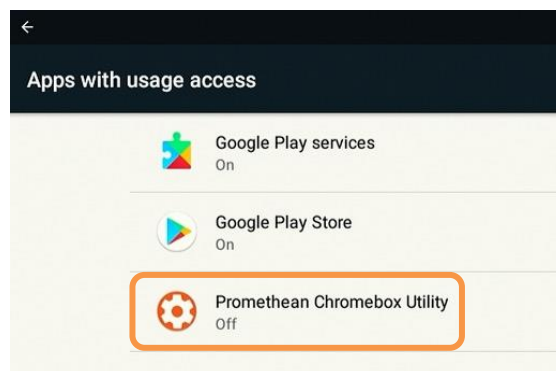 Apps with usage access
Google Play services
On
Google Play Store
On
Promethean Chromebox Utility
Off